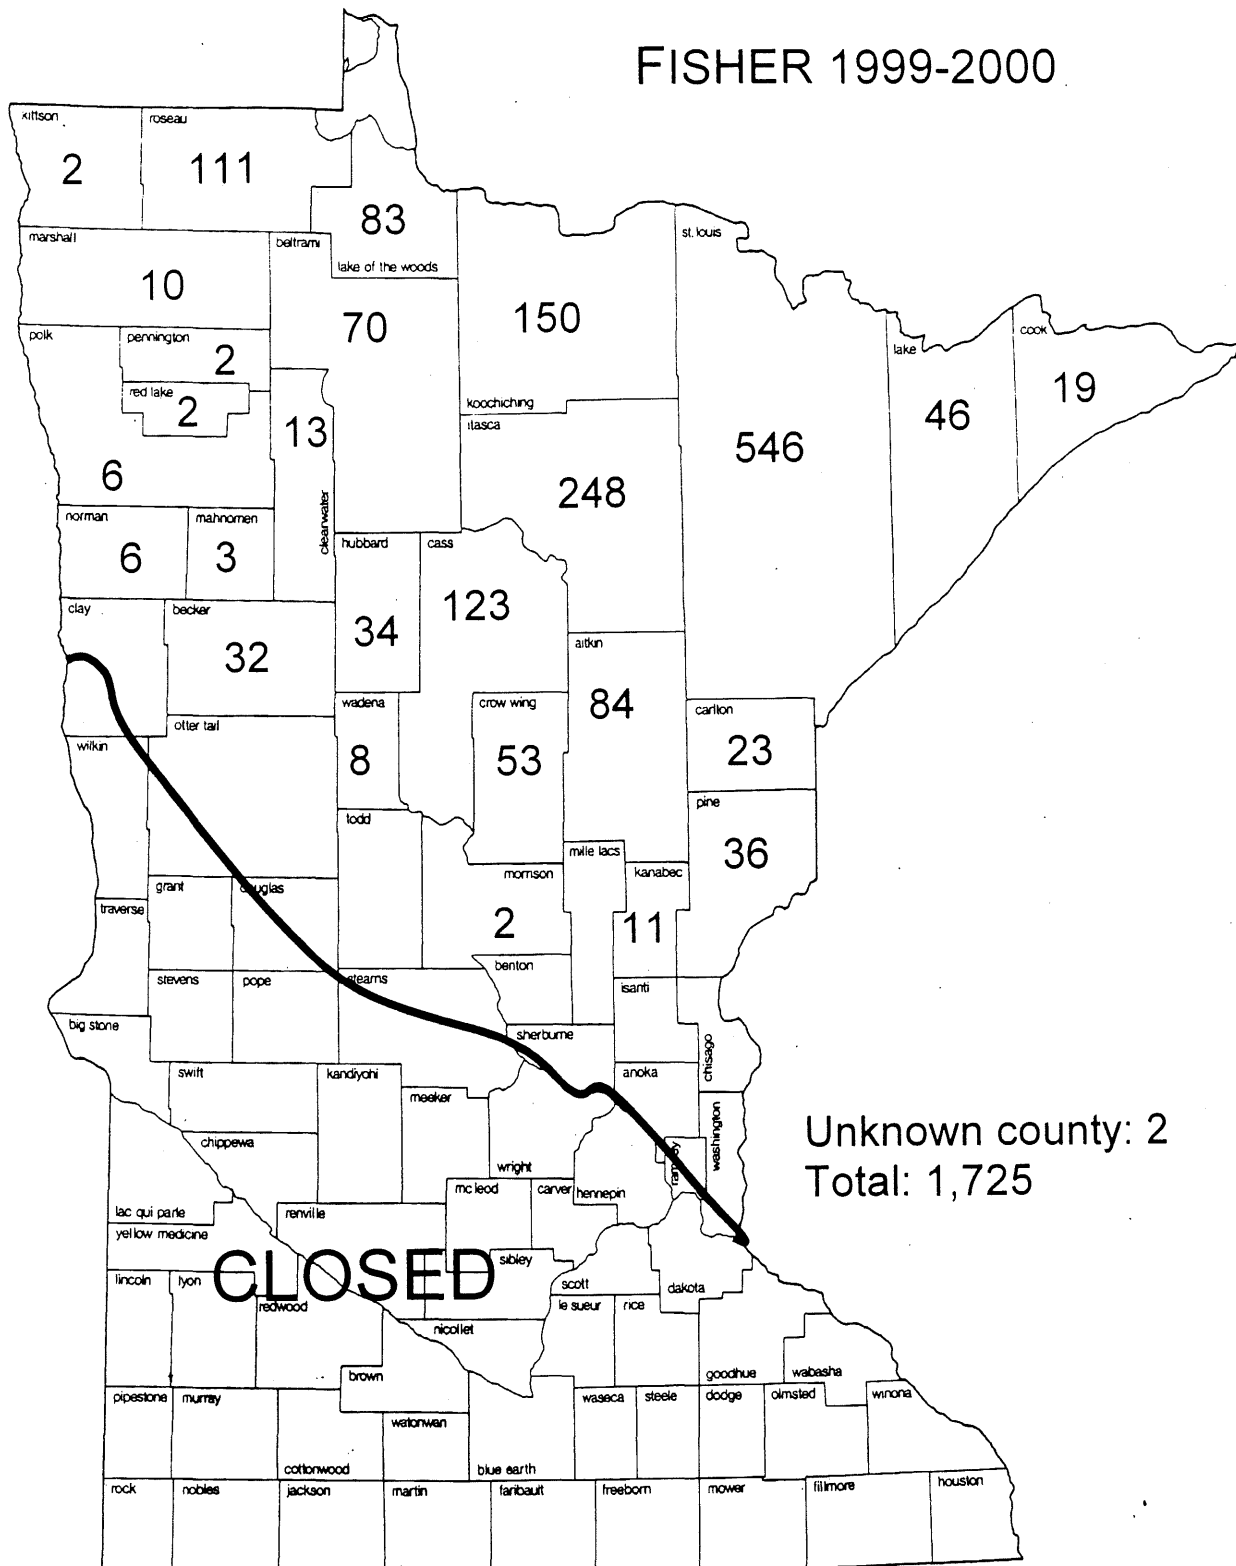 FISHER 1999-2000
kittson
2
roseau
111
83
lake of the woods
marshall
10
beltrami
70
150
koochiching
st. louis
546
lake
46
cook
19
polk
6
pennington
2
red lake
2
13
clearwater
itasca
248
norman
6
mahnomen
3
hubbard
34
cass
123
clay
becker
32
aitkin
84
wadena
8
crow wing
53
carlton
23
otter tail
wilkin
todd
pine
36
mille lacs
kanabec
11
morrison
2
grant
douglas
traverse
benton
stearns
stevens
pope
isanti
big stone
sherburne
chisago
swift
kandiyohi
meeker
anoka
washington
Unknown county: 2
Total: 1,725
chippewa
ramsey
wright
mc leod
carver
hennepin
lac qui parle
renville
yellow medicine
CLOSED
sibley
scott
dakota
lincoln
lyon
redwood
le sueur
rice
nicollet
brown
goodhue
wabasha
pipestone
murray
waseca
steele
dodge
olmsted
winona
watonwan
cottonwood
blue earth
rock
nobles
jackson
martin
faribault
freeborn
mower
fillmore
houston